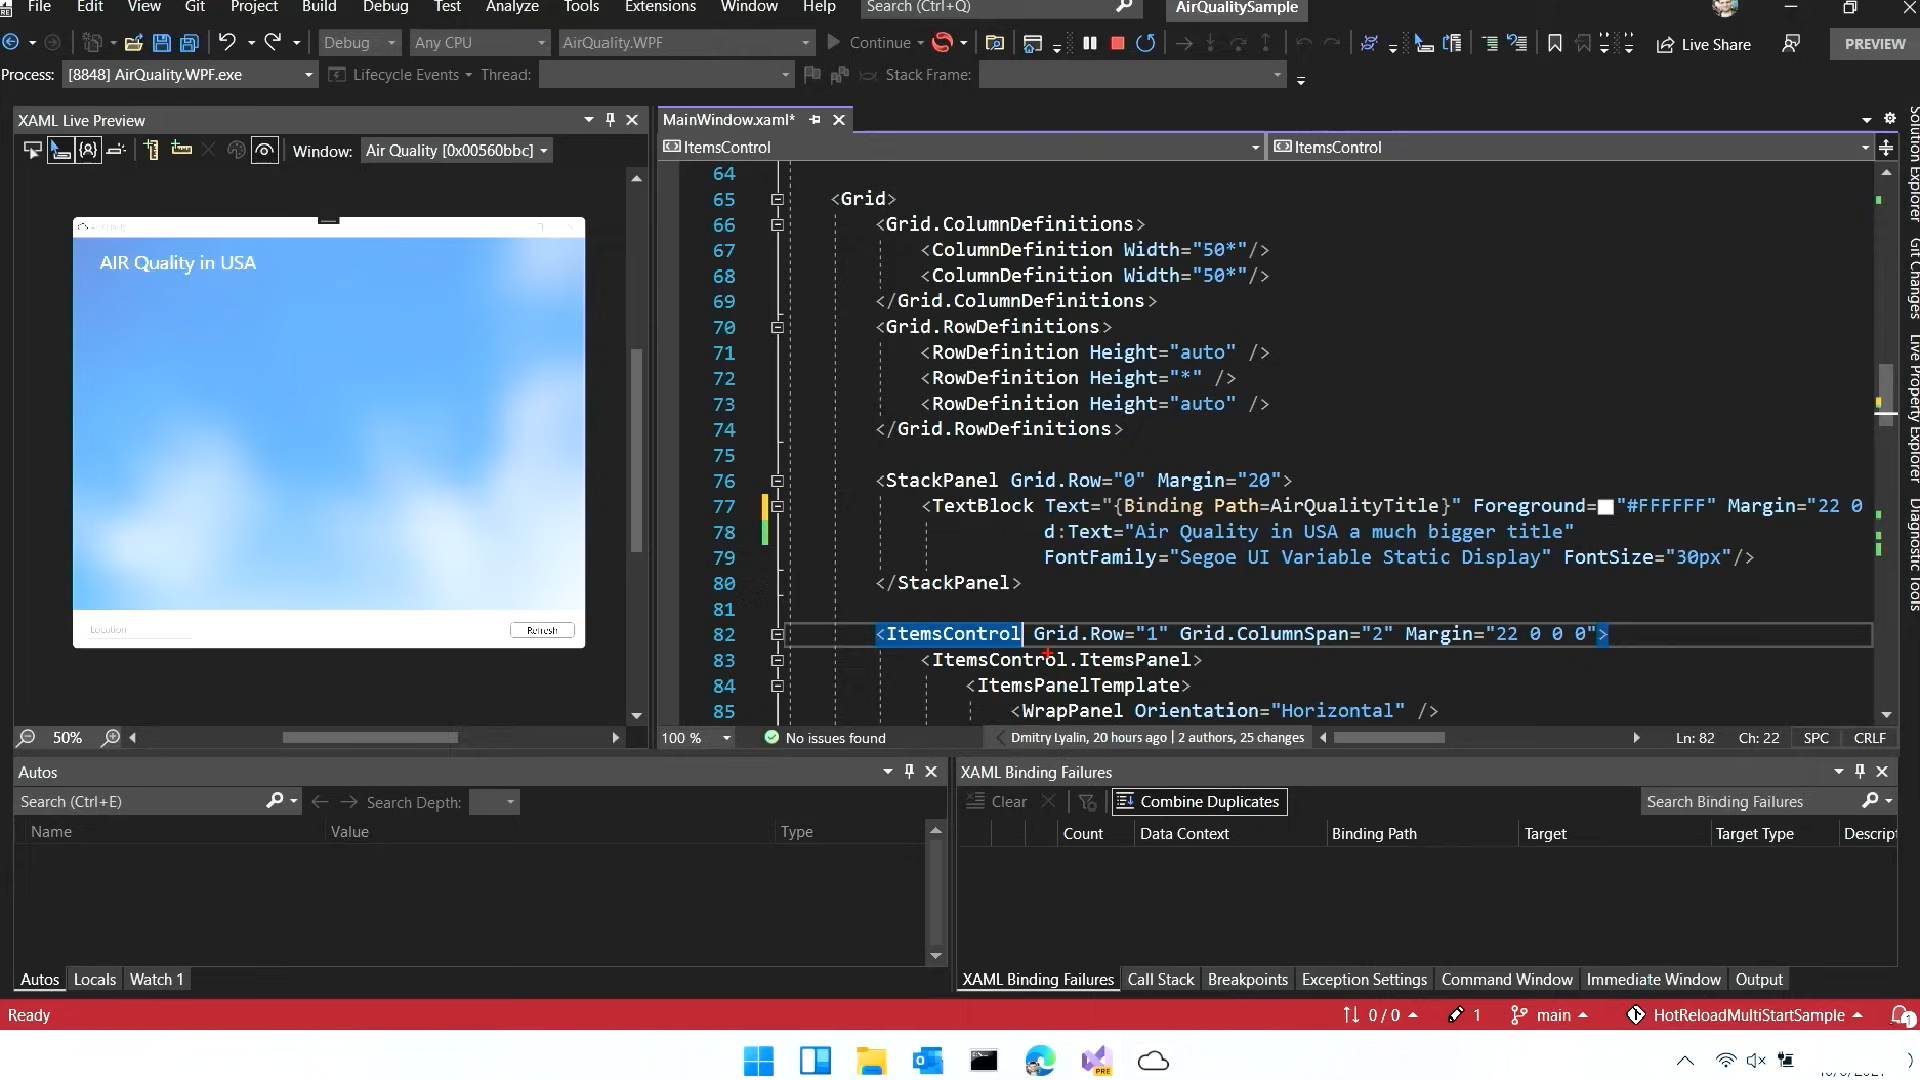 File Edit View Git Project Build Debug Test Analyze Tools Extensions Window Help Search (Ctrl+Q) AirQualitySample
Debug Any CPU AirQuality.WPF Continue Live Share PREVIEW
Process: [8848] AirQuality.WPF.exe Lifecycle Events Thread: Stack Frame:
XAML Live Preview
Window: Air Quality [0x00560bbc]
AIR Quality in USA
Location Refresh
50%
MainWindow.xaml*
ItemsControl ItemsControl
64
65 <Grid>
66 <Grid.ColumnDefinitions>
67 <ColumnDefinition Width="50*"/>
68 <ColumnDefinition Width="50*"/>
69 </Grid.ColumnDefinitions>
70 <Grid.RowDefinitions>
71 <RowDefinition Height="auto" />
72 <RowDefinition Height="*" />
73 <RowDefinition Height="auto" />
74 </Grid.RowDefinitions>
75
76 <StackPanel Grid.Row="0" Margin="20">
77 <TextBlock Text="{Binding Path=AirQualityTitle}" Foreground="#FFFFFF" Margin="22 0
78 d:Text="Air Quality in USA a much bigger title"
79 FontFamily="Segoe UI Variable Static Display" FontSize="30px"/>
80 </StackPanel>
81
82 <ItemsControl Grid.Row="1" Grid.ColumnSpan="2" Margin="22 0 0 0">
83 <ItemsControl.ItemsPanel>
84 <ItemsPanelTemplate>
85 <WrapPanel Orientation="Horizontal" />
100 % No issues found Dmitry Lyalin, 20 hours ago | 2 authors, 25 changes Ln: 82 Ch: 22 SPC CRLF
Solution Explorer
Git Changes
Live Property Explorer
Diagnostic Tools
Autos
Search (Ctrl+E) Search Depth:
Name Value Type
Autos Locals Watch 1
XAML Binding Failures
Clear Combine Duplicates Search Binding Failures
Count Data Context Binding Path Target Target Type Descript
XAML Binding Failures Call Stack Breakpoints Exception Settings Command Window Immediate Window Output
Ready 0 / 0 1 main HotReloadMultiStartSample 1
PRE